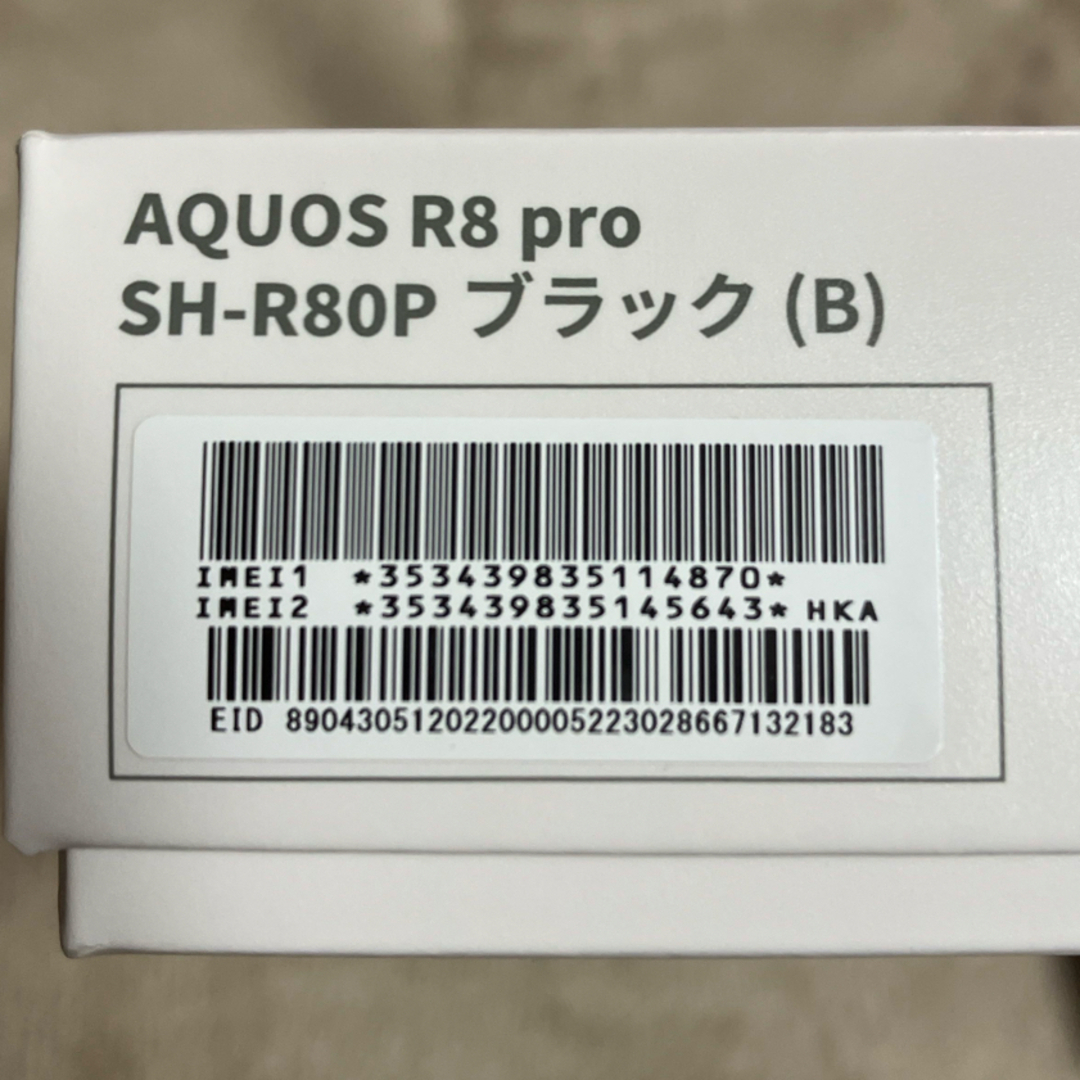 AQUOS R8 pro
SH-R80P ブラック (B)
IMEI1 *353439835114870*
IMEI2 *353439835145643* HKA
EID 89043051202200005223028667132183